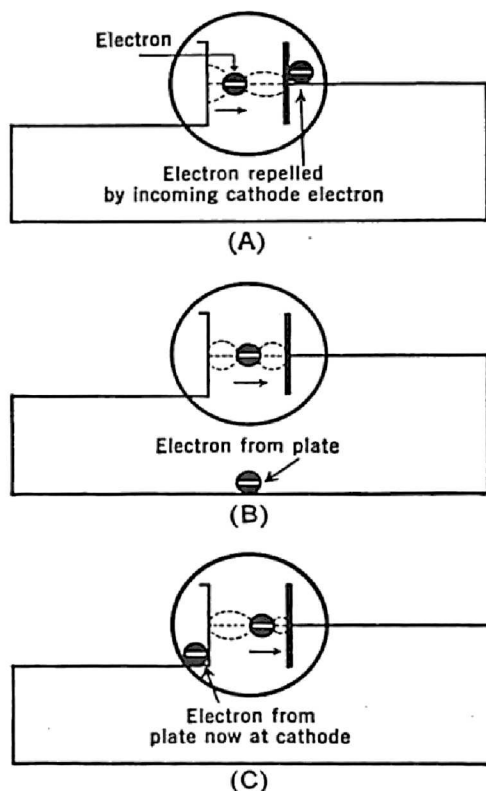 Electron
Electron repelled
by incoming cathode electron
(A)
Electron from plate
(B)
Electron from
plate now at cathode
(C)